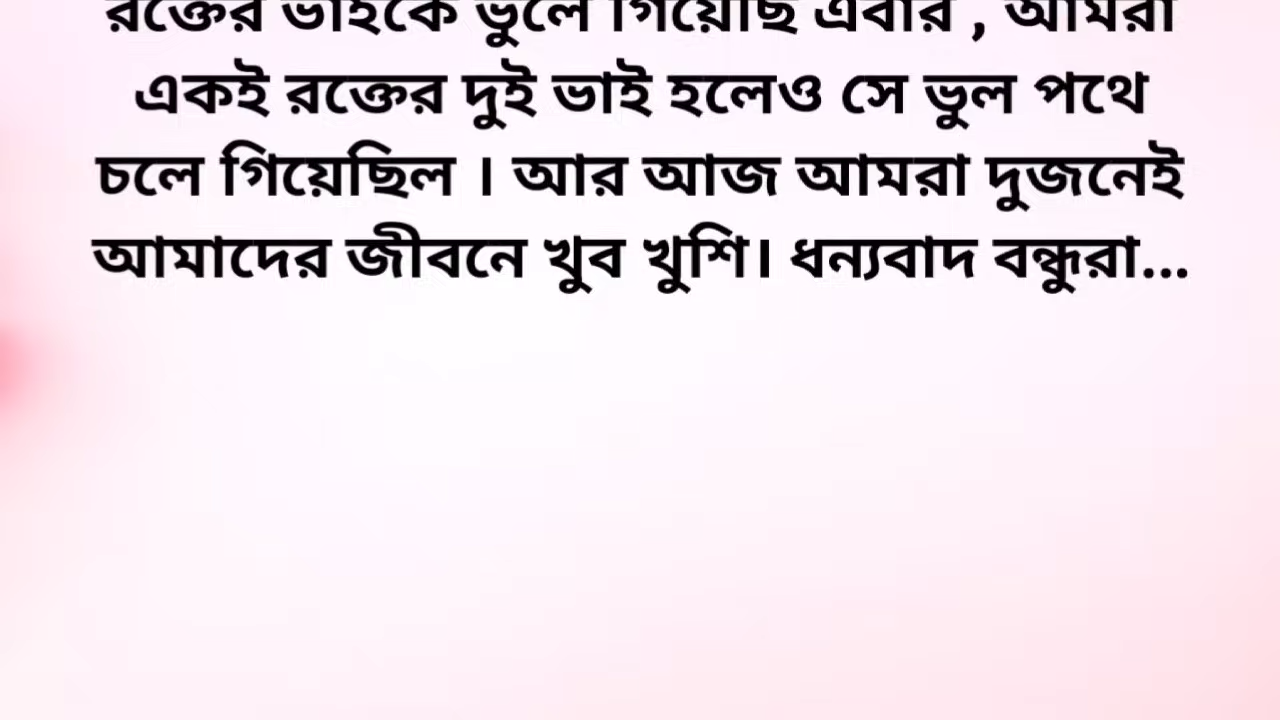 রক্তের ভাইকে ভুলে গিয়েছি এবার , আমরা
একই রক্তের দুই ভাই হলেও সে ভুল পথে
চলে গিয়েছিল । আর আজ আমরা দুজনেই
আমাদের জীবনে খুব খুশি। ধন্যবাদ বন্ধুরা...